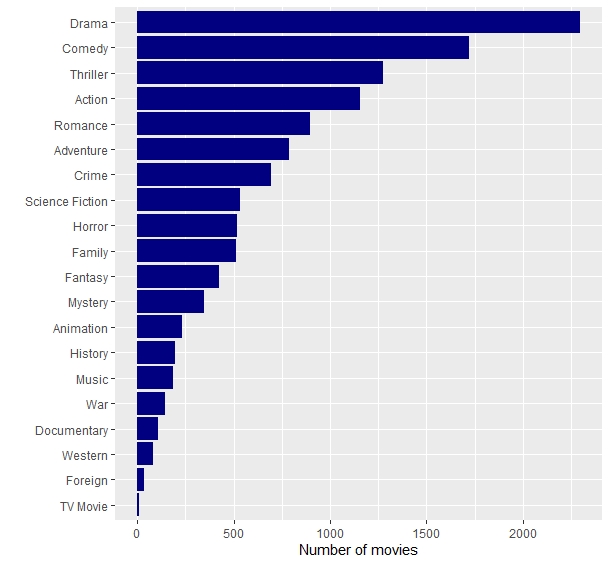 Drama
Comedy
Thriller
Action
Romance
Adventure
Crime
Science Fiction
Horror
Family
Fantasy
Mystery
Animation
History
Music
War
Documentary
Western
Foreign
TV Movie
0 500 1000 1500 2000
Number of movies